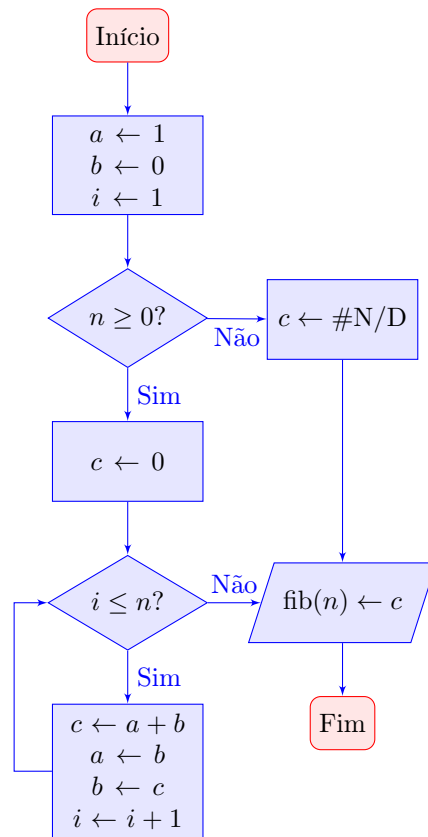 Início
a ← 1
b ← 0
i ← 1
n ≥ 0?
Não
c ← #N/D
Sim
c ← 0
i ≤ n?
Não
fib(n) ← c
Sim
c ← a + b
a ← b
b ← c
i ← i + 1
Fim